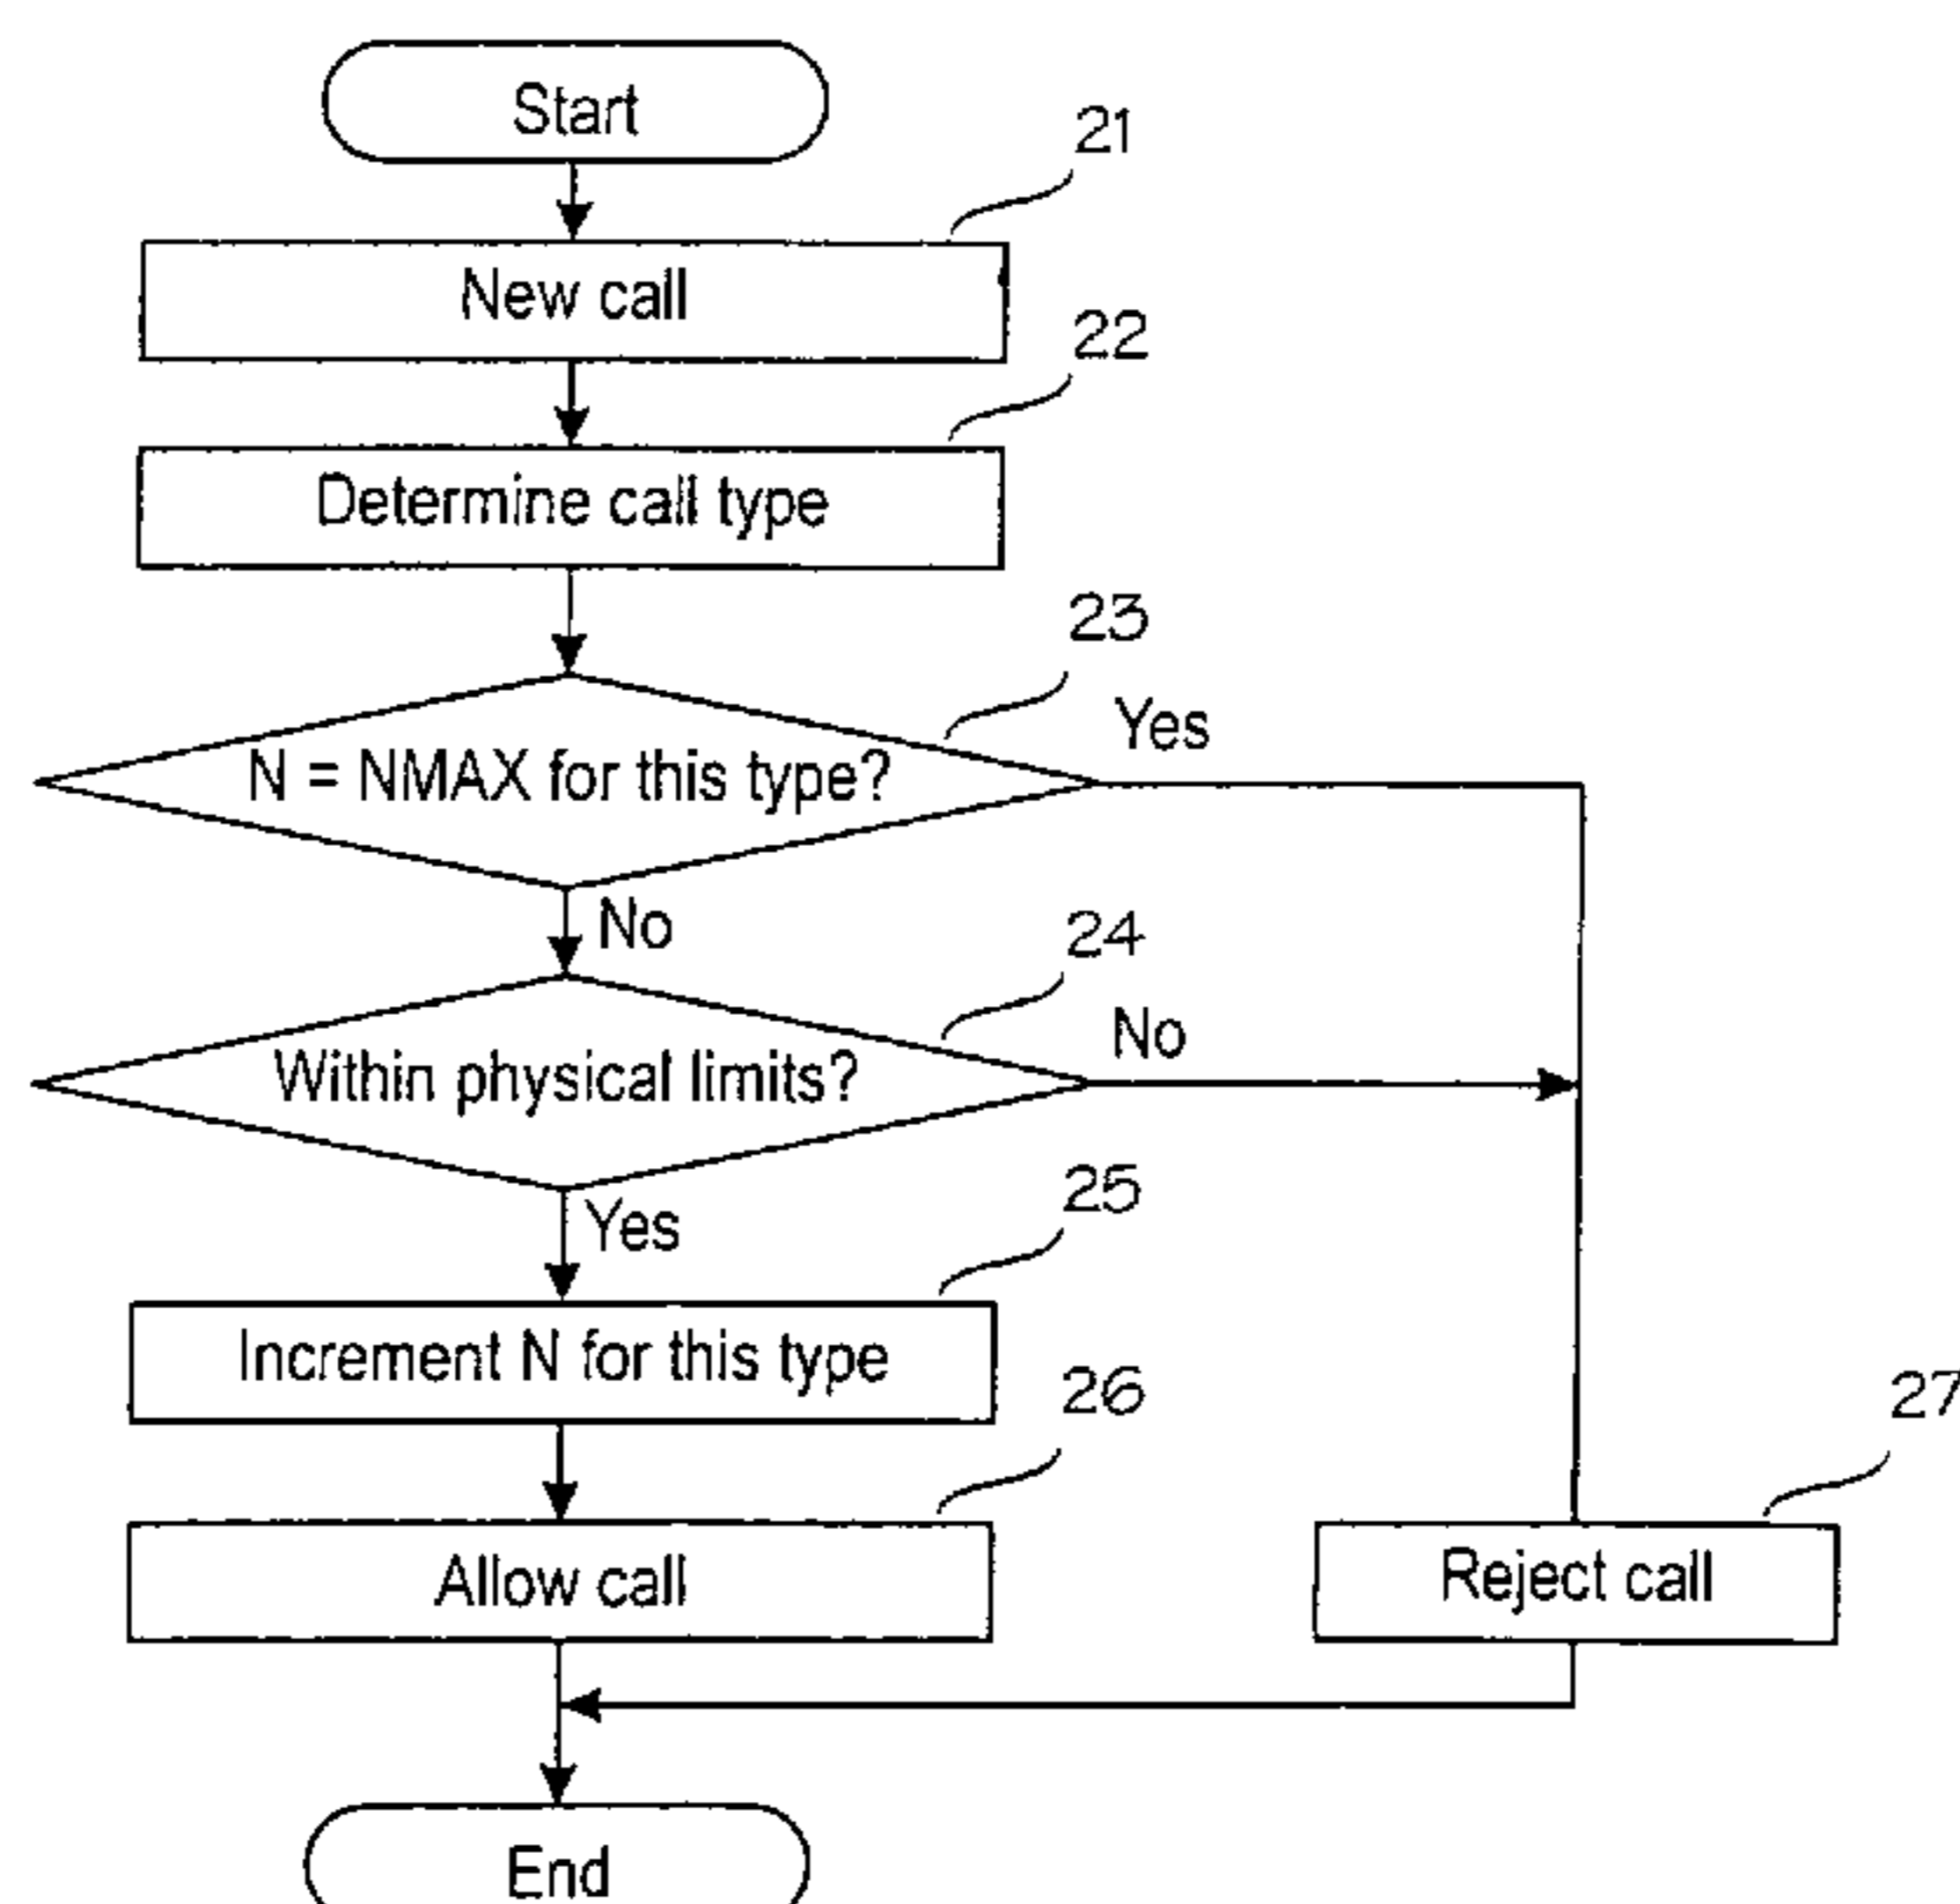 Start
21
New call
22
Determine call type
23
N = NMAX for this type?
Yes
No
24
Within physical limits?
No
Yes
25
Increment N for this type
26
Allow call
27
Reject call
End